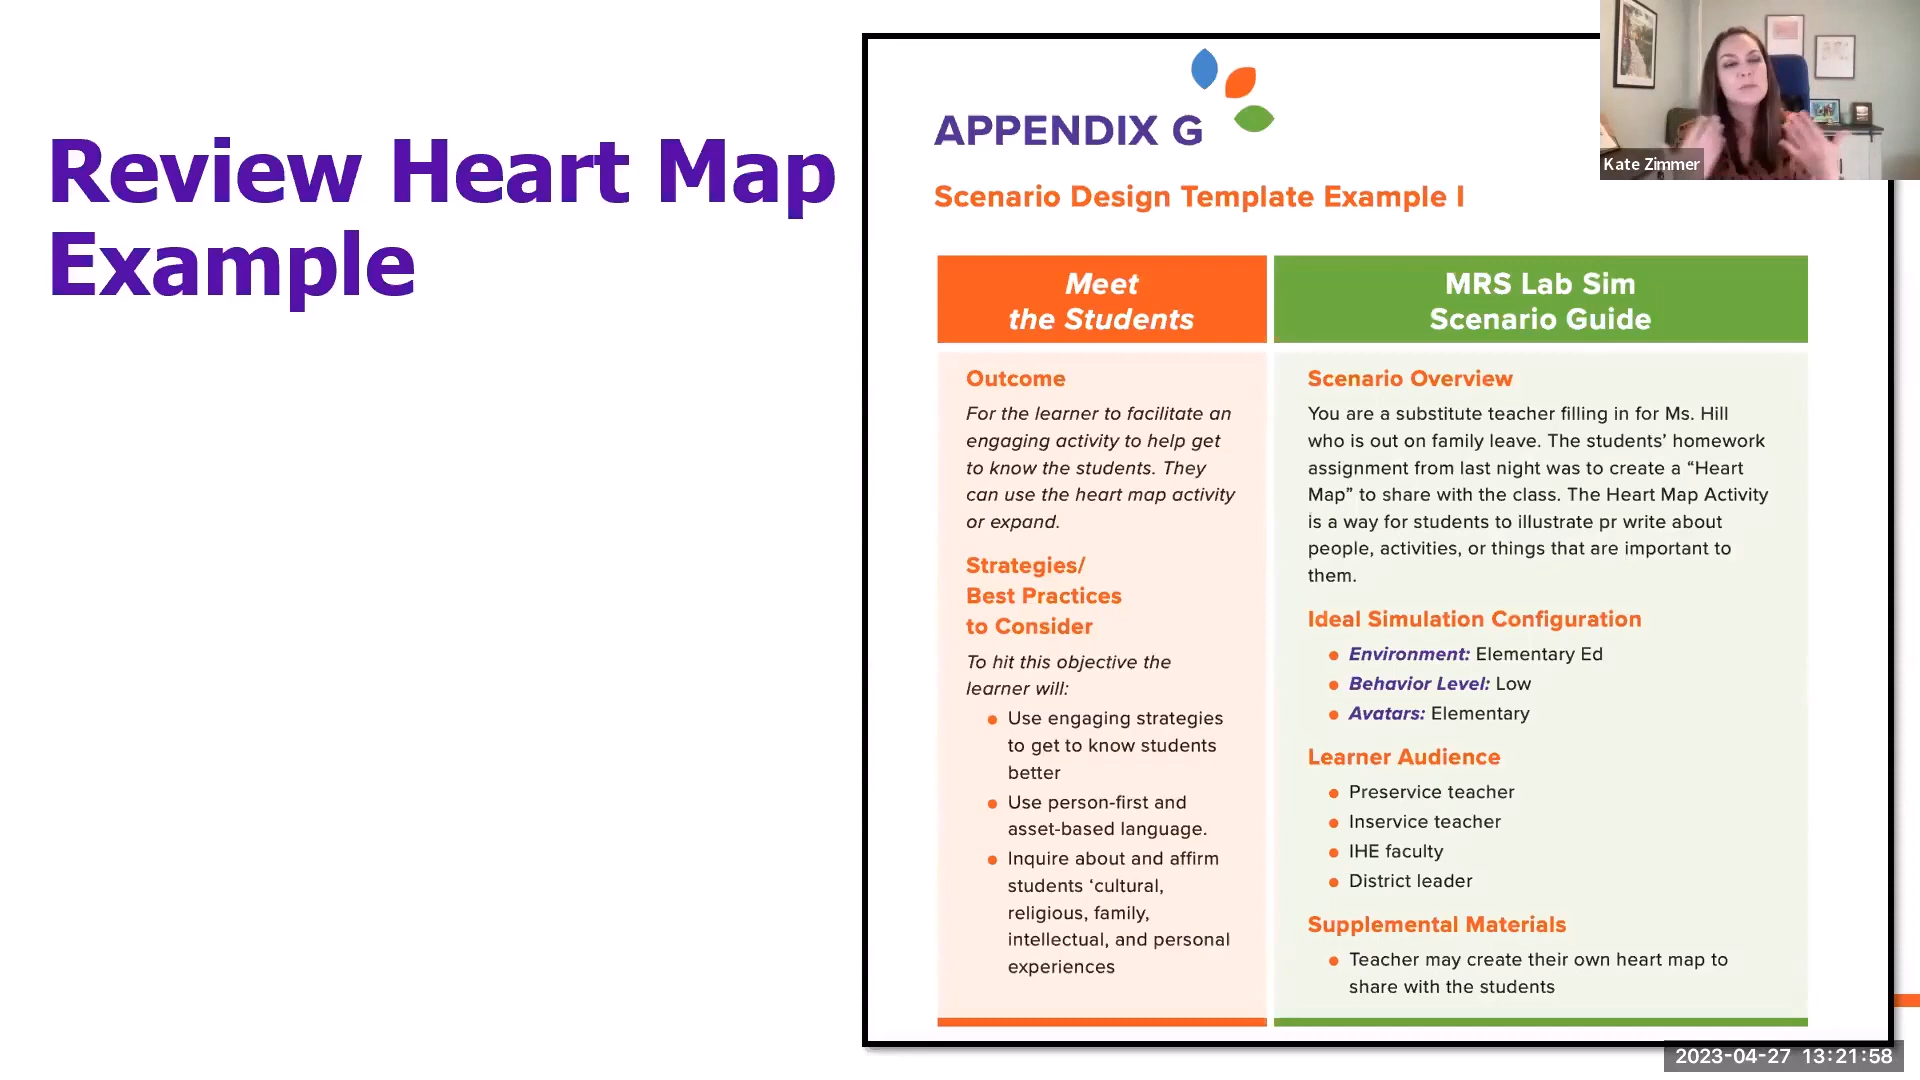 Review Heart Map
Example
APPENDIX G
Scenario Design Template Example I
Meet
the Students
Outcome
For the learner to facilitate an
engaging activity to help get
to know the students. They
can use the heart map activity
or expand.
Strategies/
Best Practices
to Consider
To hit this objective the
learner will:
Use engaging strategies
to get to know students
better
Use person-first and
asset-based language.
Inquire about and affirm
students ‘cultural,
religious, family,
intellectual, and personal
experiences
MRS Lab Sim
Scenario Guide
Scenario Overview
You are a substitute teacher filling in for Ms. Hill
who is out on family leave. The students’ homework
assignment from last night was to create a “Heart
Map” to share with the class. The Heart Map Activity
is a way for students to illustrate pr write about
people, activities, or things that are important to
them.
Ideal Simulation Configuration
Environment: Elementary Ed
Behavior Level: Low
Avatars: Elementary
Learner Audience
Preservice teacher
Inservice teacher
IHE faculty
District leader
Supplemental Materials
Teacher may create their own heart map to
share with the students
Kate Zimmer
2023-04-27 13:21:58